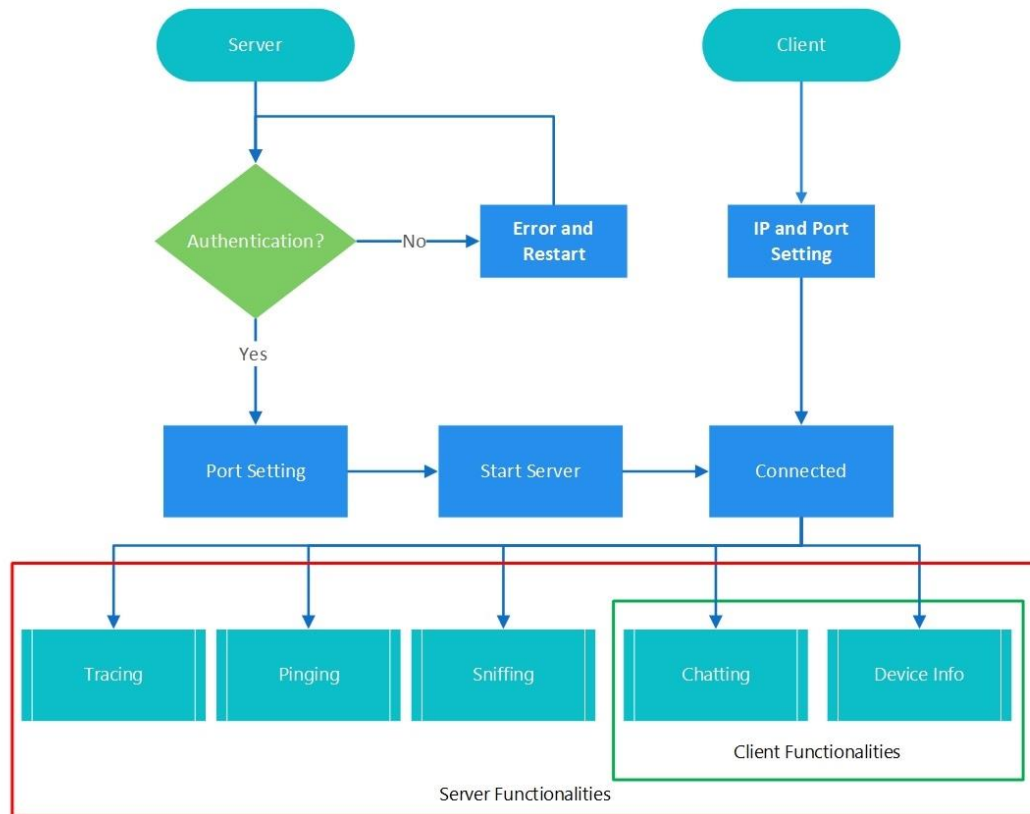 Server
Client
Authentication?
No
Error and
Restart
IP and Port
Setting
Yes
Port Setting
Start Server
Connected
Tracing
Pinging
Sniffing
Chatting
Device Info
Client Functionalities
Server Functionalities